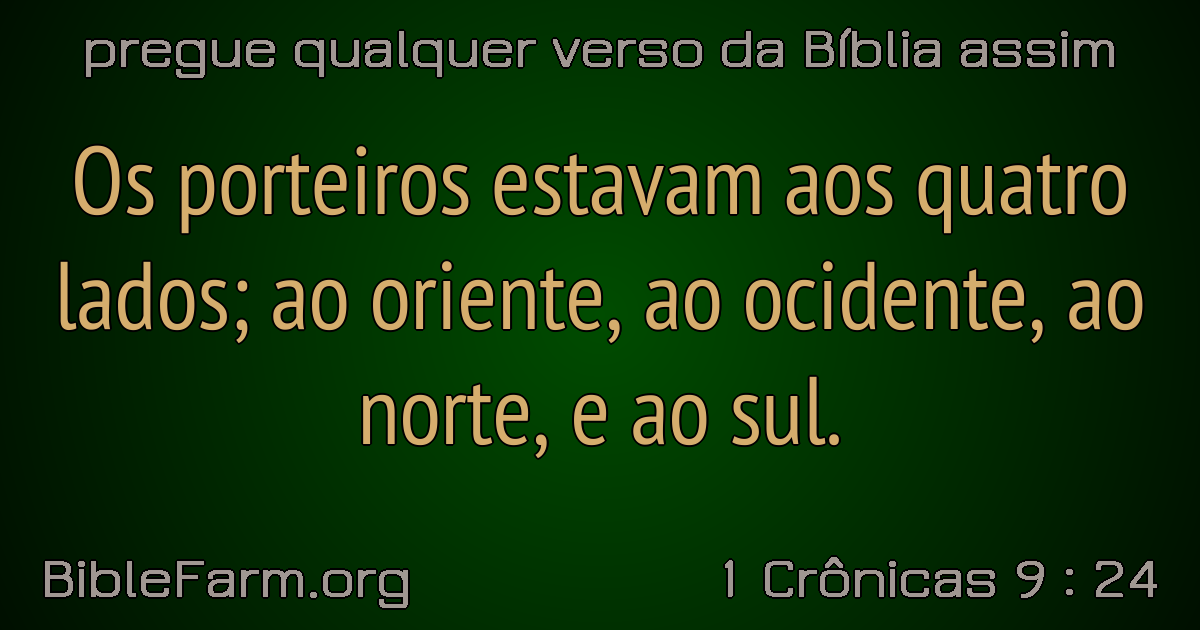 pregue qualquer verso da Bíblia assim
Os porteiros estavam aos quatro
lados; ao oriente, ao ocidente, ao
norte, e ao sul.
BibleFarm.org
1 Crônicas 9 : 24